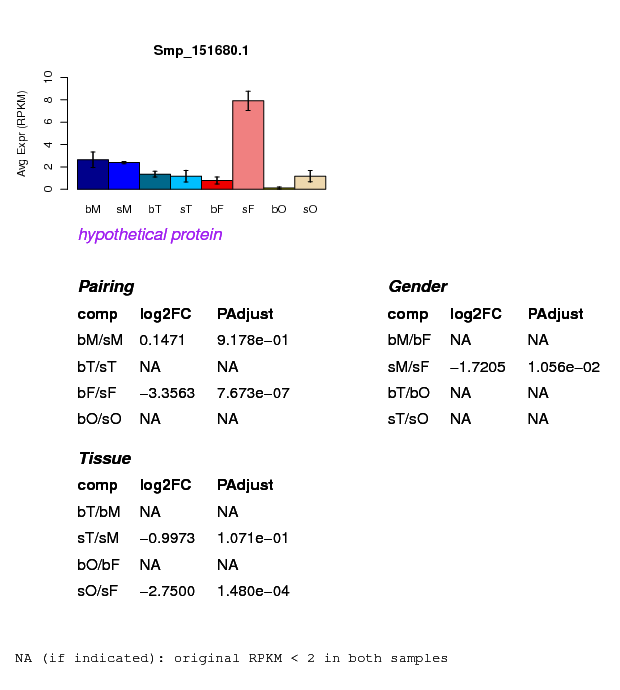 Smp_151680.1
Avg Expr (RPKM)
0 2 4 6 8 10
bM sM bT sT bF sF bO sO
hypothetical protein
Pairing
comp log2FC PAdjust
bM/sM 0.1471 9.178e−01
bT/sT NA NA
bF/sF −3.3563 7.673e−07
bO/sO NA NA
Gender
comp log2FC PAdjust
bM/bF NA NA
sM/sF −1.7205 1.056e−02
bT/bO NA NA
sT/sO NA NA
Tissue
comp log2FC PAdjust
bT/bM NA NA
sT/sM −0.9973 1.071e−01
bO/bF NA NA
sO/sF −2.7500 1.480e−04
NA (if indicated): original RPKM < 2 in both samples